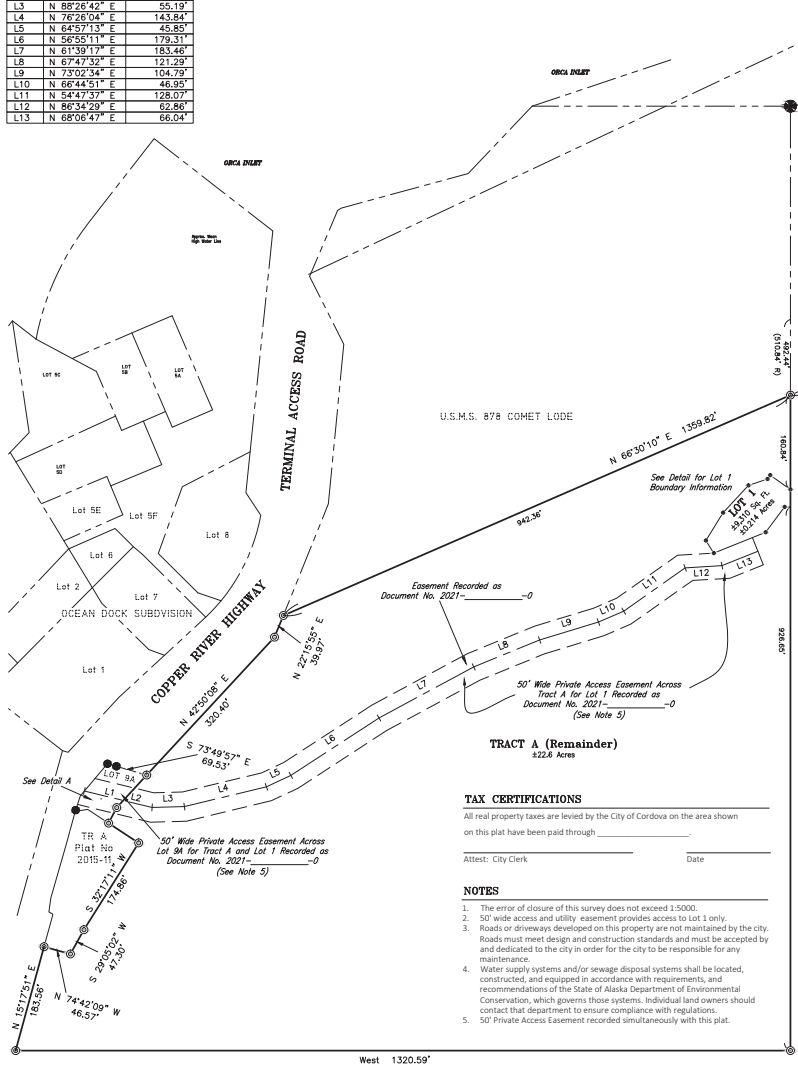 L3 N 88°26'42" E 55.19'
L4 N 76°26'04" E 143.84'
L5 N 64°57'13" E 45.85'
L6 N 56°55'11" E 179.31'
L7 N 61°39'17" E 183.46'
L8 N 67°47'32" E 121.29'
L9 N 73°02'34" E 104.79'
L10 N 66°44'51" E 46.95'
L11 N 54°47'37" E 128.07'
L12 N 86°34'29" E 62.86'
L13 N 68°06'47" E 66.04'
ORCA INLET
ORCA INLET
Approx. Mean
High Water Line
492.44'
(510.84' R)
TERMINAL ACCESS ROAD
LOT 5C
LOT 5B
LOT 5A
U.S.M.S. 878 COMET LODE
N 66°30'10" E 1359.82'
160.84'
LOT 5D
See Detail for Lot 1
Boundary Information
LOT 1
±9,310 Sq. Ft.
±0.214 Acres
Lot 5E
Lot 5F
Lot 8
942.36'
Lot 6
Lot 2
Lot 7
OCEAN DOCK SUBDIVISION
L13
L12
L11
L10
L9
L8
L7
L6
L5
L4
L3
L2
L1
Easement Recorded as
Document No. 2021-________-0
COPPER RIVER HIGHWAY
N 22°15'55" E
39.97'
926.65'
Lot 1
N 42°50'08" E
320.40'
50' Wide Private Access Easement Across
Tract A for Lot 1 Recorded as
Document No. 2021-________-0
(See Note 5)
S 73°49'57" E
69.53'
TRACT A (Remainder)
±22.6 Acres
LOT 9A
See Detail A
TR A
Plat No
2015-11
50' Wide Private Access Easement Across
Lot 9A for Tract A and Lot 1 Recorded as
Document No. 2021-________-0
(See Note 5)
S 32°17'11" W
174.86'
S 29°05'02" W
47.30'
N 74°42'09" W
46.57'
N 15°17'51" E
183.56'
TAX CERTIFICATIONS
All real property taxes are levied by the City of Cordova on the area shown
on this plat have been paid through ____________________.
Attest: City Clerk Date
NOTES
1. The error of closure of this survey does not exceed 1:5000.
2. 50' wide access and utility easement provides access to Lot 1 only.
3. Roads or driveways developed on this property are not maintained by the city.
Roads must meet design and construction standards and must be accepted by
and dedicated to the city in order for the city to be responsible for any
maintenance.
4. Water supply systems and/or sewage disposal systems shall be located,
constructed, and equipped in accordance with requirements, and
recommendations of the State of Alaska Department of Environmental
Conservation, which governs those systems. Individual land owners should
contact that department to ensure compliance with regulations.
5. 50' Private Access Easement recorded simultaneously with this plat.
West 1320.59'